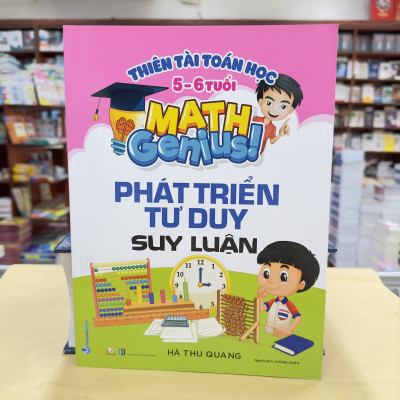 THIÊN TÀI TOÁN HỌC
5-6 TUỔI
MATH
Genius!
PHÁT TRIỂN
TƯ DUY
SUY LUẬN
HÀ THU QUANG